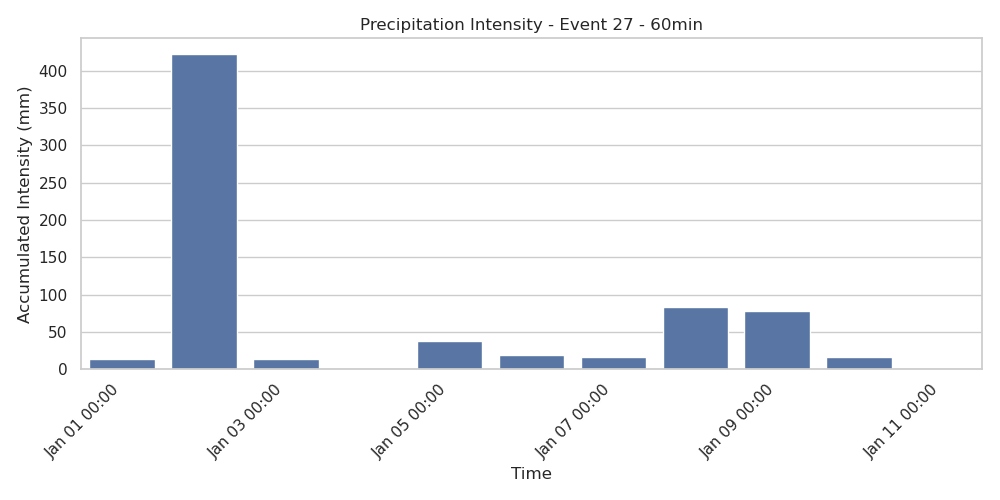 Precipitation Intensity - Event 27 - 60min
Accumulated Intensity (mm)
400
350
300
250
200
150
100
50
0
Jan 01 00:00
Jan 03 00:00
Jan 05 00:00
Jan 07 00:00
Jan 09 00:00
Jan 11 00:00
Time